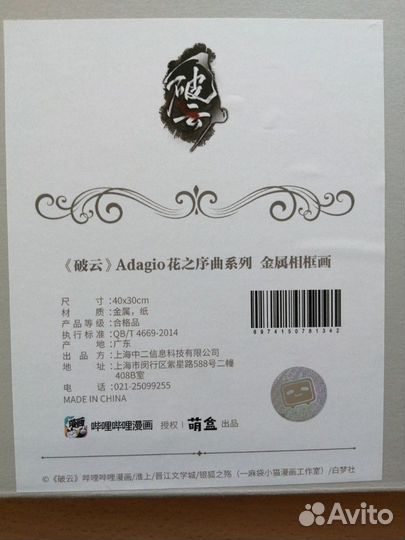 破云
《破云》Adagio花之序曲系列 金属相框画
尺 寸：40x30cm
材 质：金属，纸
产品等级：合格品
执行标准：QB/T 4669-2014
产 地：广东
出 品：上海中二信息科技有限公司
地 址：上海市闵行区紫星路588号二幢
408B室
电 话：021-25099255
MADE IN CHINA
6974150781342
哔哩哔哩漫画 授权 | 萌盒 出品
©《破云》哔哩哔哩漫画/淮上/晋江文学城/银狐之殇（一麻袋小猫漫画工作室）/白梦社
Avito